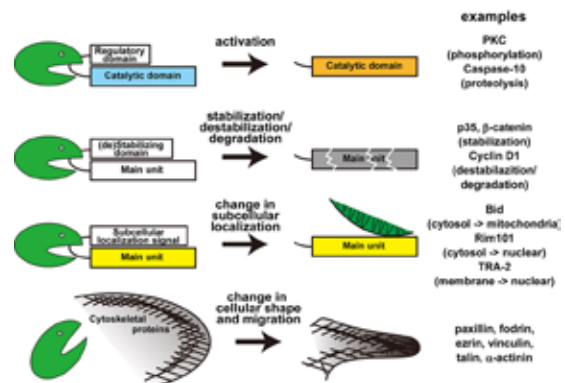 examples
Regulatory
domain
Catalytic domain
activation
Catalytic domain
PKC
(phosphorylation)
Caspase-10
(proteolysis)
(de)Stabilizing
domain
Main unit
stabilization/
destabilization/
degradation
Main unit
p35, β-catenin
(stabilization)
Cyclin D1
(destabilazition/
degradation)
Subcellular
localization signal
Main unit
change in
subcellular
localization
Main unit
Bid
(cytosol -> mitochondria)
Rim101
(cytosol -> nuclear)
TRA-2
(membrane -> nuclear)
Cytoskeletal
proteins
change in
cellular shape
and migration
paxillin, fodrin,
ezrin, vinculin,
talin, α-actinin